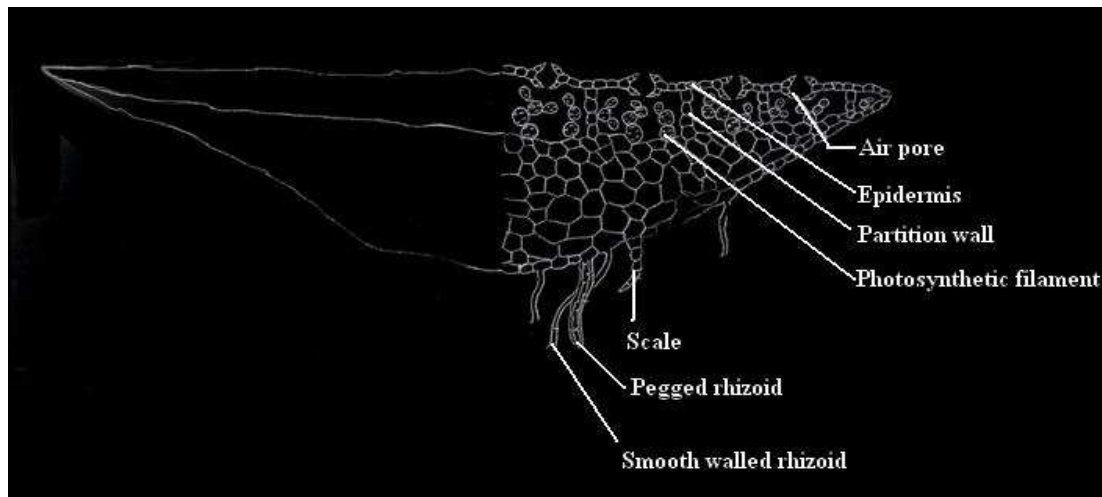 Air pore
Epidermis
Partition wall
Photosynthetic filament
Scale
Pegged rhizoid
Smooth walled rhizoid